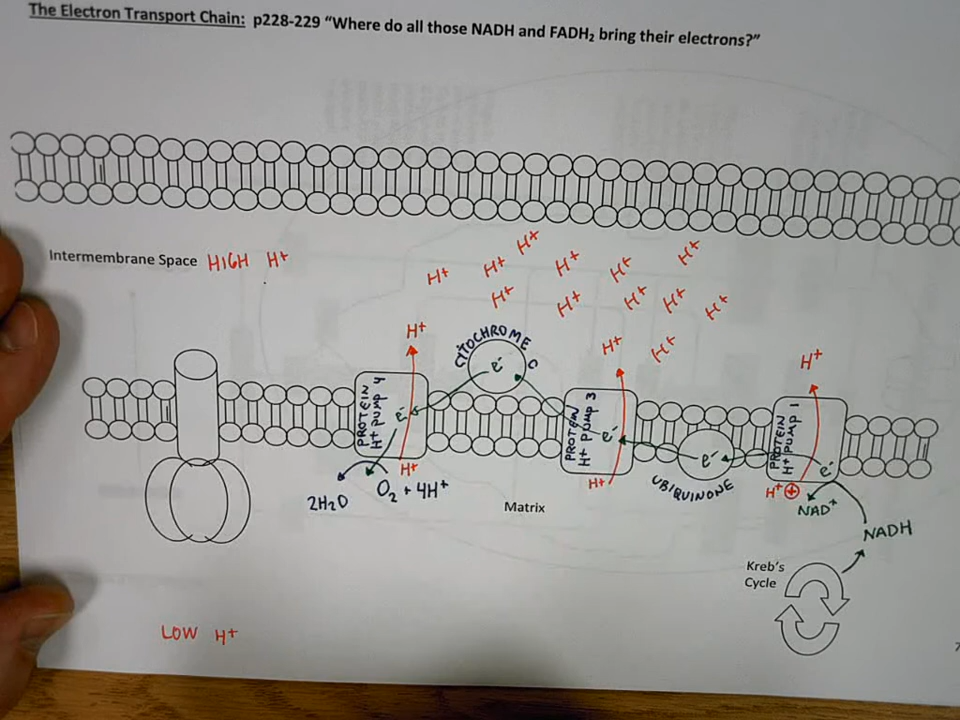 The Electron Transport Chain: p228-229 “Where do all those NADH and FADH₂ bring their electrons?”
Intermembrane Space HIGH H+
H+ H+ H+ H+ H+ H+
H+ H+ H+ H+ H+
H+ H+ H+ H+
CYTOCHROME C
e-
PROTEIN
H+ PUMP 4
e-
H+
PROTEIN
H+ PUMP 3
e-
H+
UBIQUINONE
e-
PROTEIN
H+ PUMP 1
e-
H+ +
2H₂O
O₂ + 4H+
Matrix
NAD+
NADH
Kreb's
Cycle
LOW H+
7